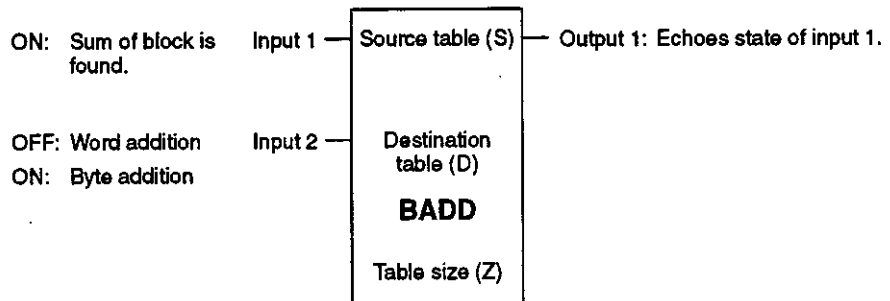 ON: Sum of block is found.
Input 1
Source table (S)
Output 1: Echoes state of input 1.
OFF: Word addition
ON: Byte addition
Input 2
Destination table (D)
BADD
Table size (Z)